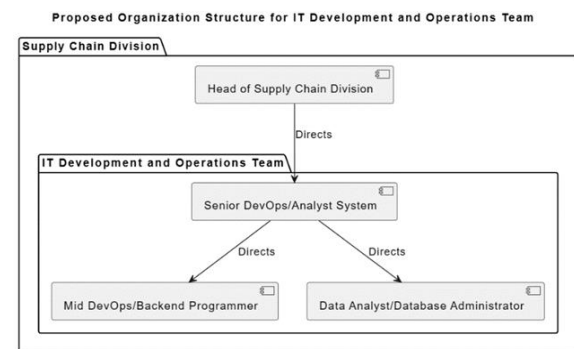 Proposed Organization Structure for IT Development and Operations Team
Supply Chain Division
Head of Supply Chain Division
Directs
IT Development and Operations Team
Senior DevOps/Analyst System
Directs
Directs
Mid DevOps/Backend Programmer
Data Analyst/Database Administrator